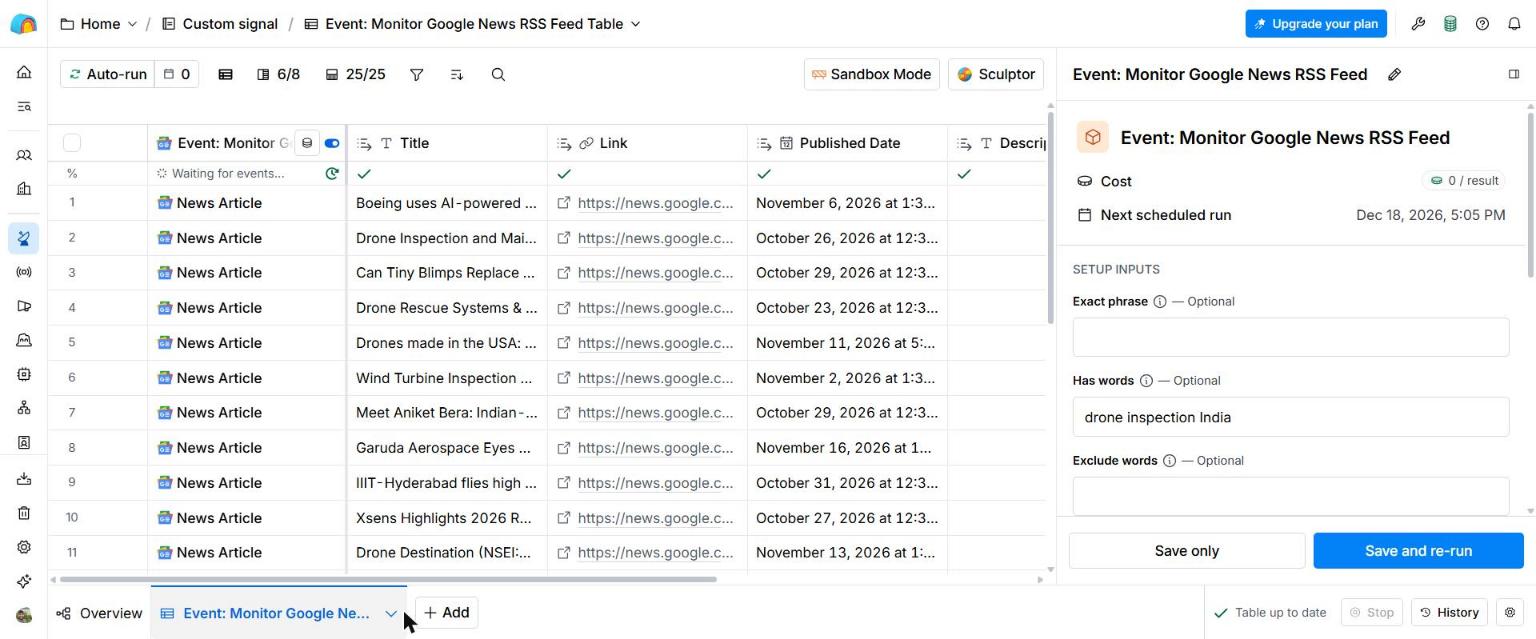 Home / Custom signal / Event: Monitor Google News RSS Feed Table
Upgrade your plan
Auto-run 0 6/8 25/25
Sandbox Mode Sculptor
Event: Monitor G Title Link Published Date Descrip
% Waiting for events...
1 News Article Boeing uses AI-powered ... https://news.google.c... November 6, 2026 at 1:3...
2 News Article Drone Inspection and Mai... https://news.google.c... October 26, 2026 at 12:3...
3 News Article Can Tiny Blimps Replace ... https://news.google.c... October 29, 2026 at 12:3...
4 News Article Drone Rescue Systems & ... https://news.google.c... October 23, 2026 at 12:3...
5 News Article Drones made in the USA: ... https://news.google.c... November 11, 2026 at 5:...
6 News Article Wind Turbine Inspection ... https://news.google.c... November 2, 2026 at 1:3...
7 News Article Meet Aniket Bera: Indian-... https://news.google.c... October 29, 2026 at 12:3...
8 News Article Garuda Aerospace Eyes ... https://news.google.c... November 16, 2026 at 1...
9 News Article IIIT-Hyderabad flies high ... https://news.google.c... October 31, 2026 at 12:3...
10 News Article Xsens Highlights 2026 R... https://news.google.c... October 27, 2026 at 12:3...
11 News Article Drone Destination (NSEI:... https://news.google.c... November 13, 2026 at 1:...
Overview Event: Monitor Google Ne... + Add
Event: Monitor Google News RSS Feed
Event: Monitor Google News RSS Feed
Cost 0 / result
Next scheduled run Dec 18, 2026, 5:05 PM
SETUP INPUTS
Exact phrase — Optional
Has words — Optional
drone inspection India
Exclude words — Optional
Save only Save and re-run
Table up to date Stop History